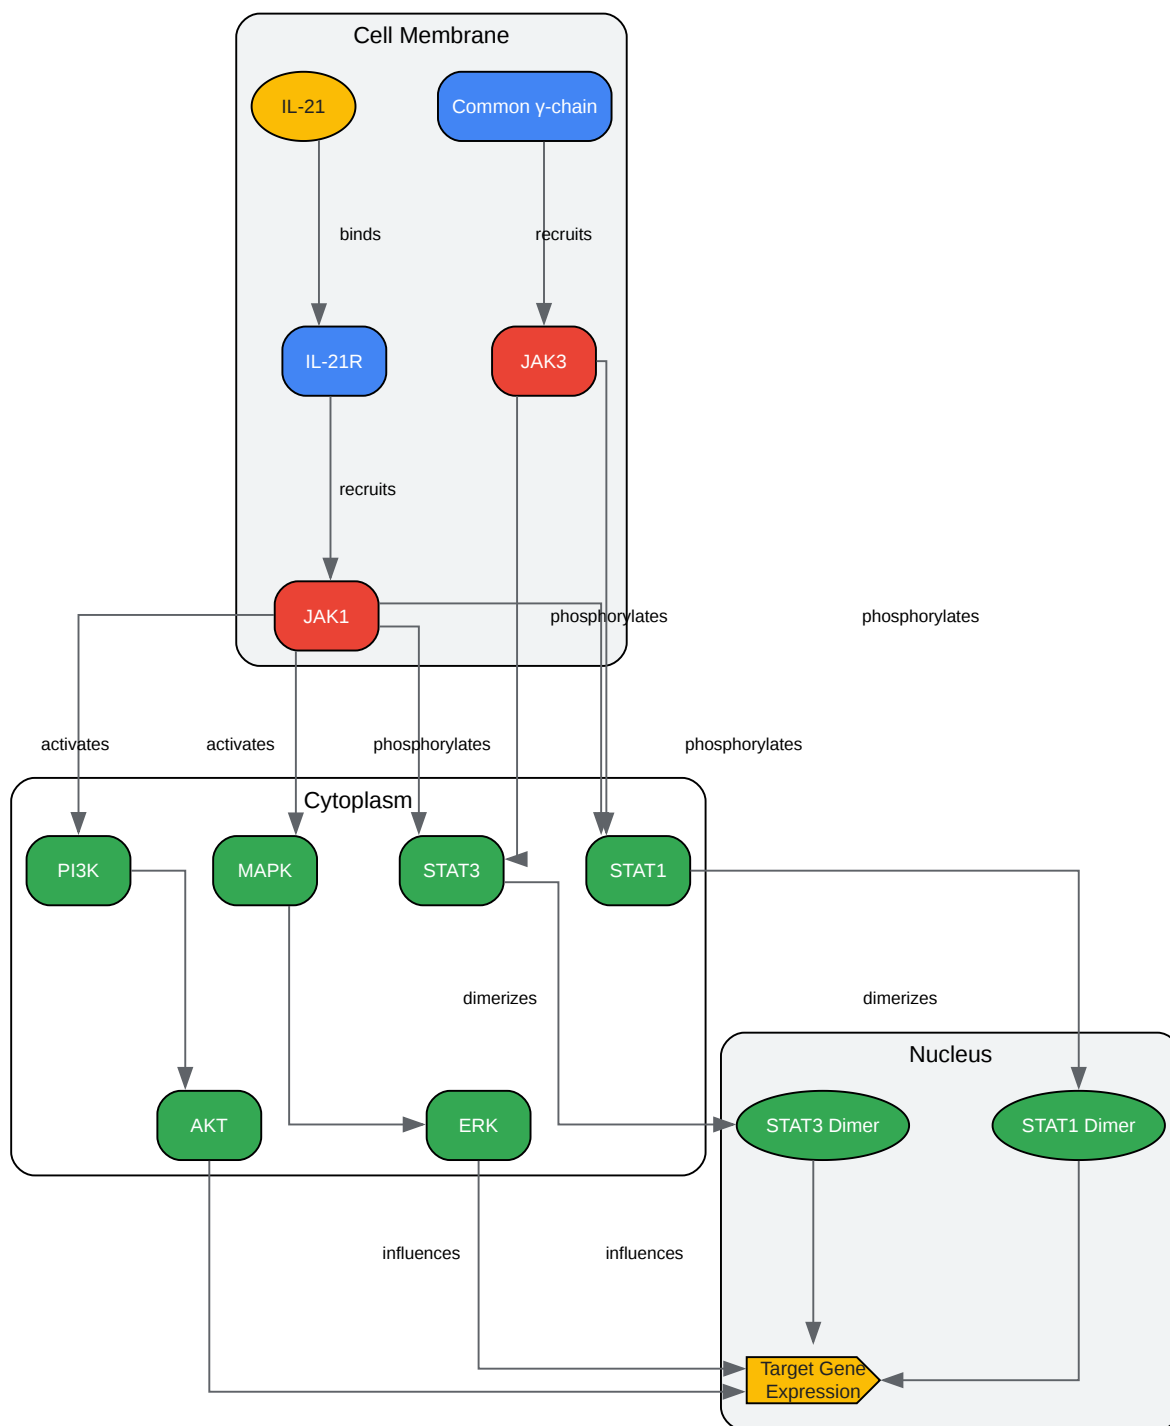 Cell Membrane
IL-21
Common γ-chain
binds
recruits
IL-21R
JAK3
recruits
JAK1
phosphorylates
phosphorylates
activates
activates
phosphorylates
phosphorylates
Cytoplasm
PI3K
MAPK
STAT3
STAT1
dimerizes
dimerizes
Nucleus
AKT
ERK
STAT3 Dimer
STAT1 Dimer
influences
influences
Target Gene
Expression